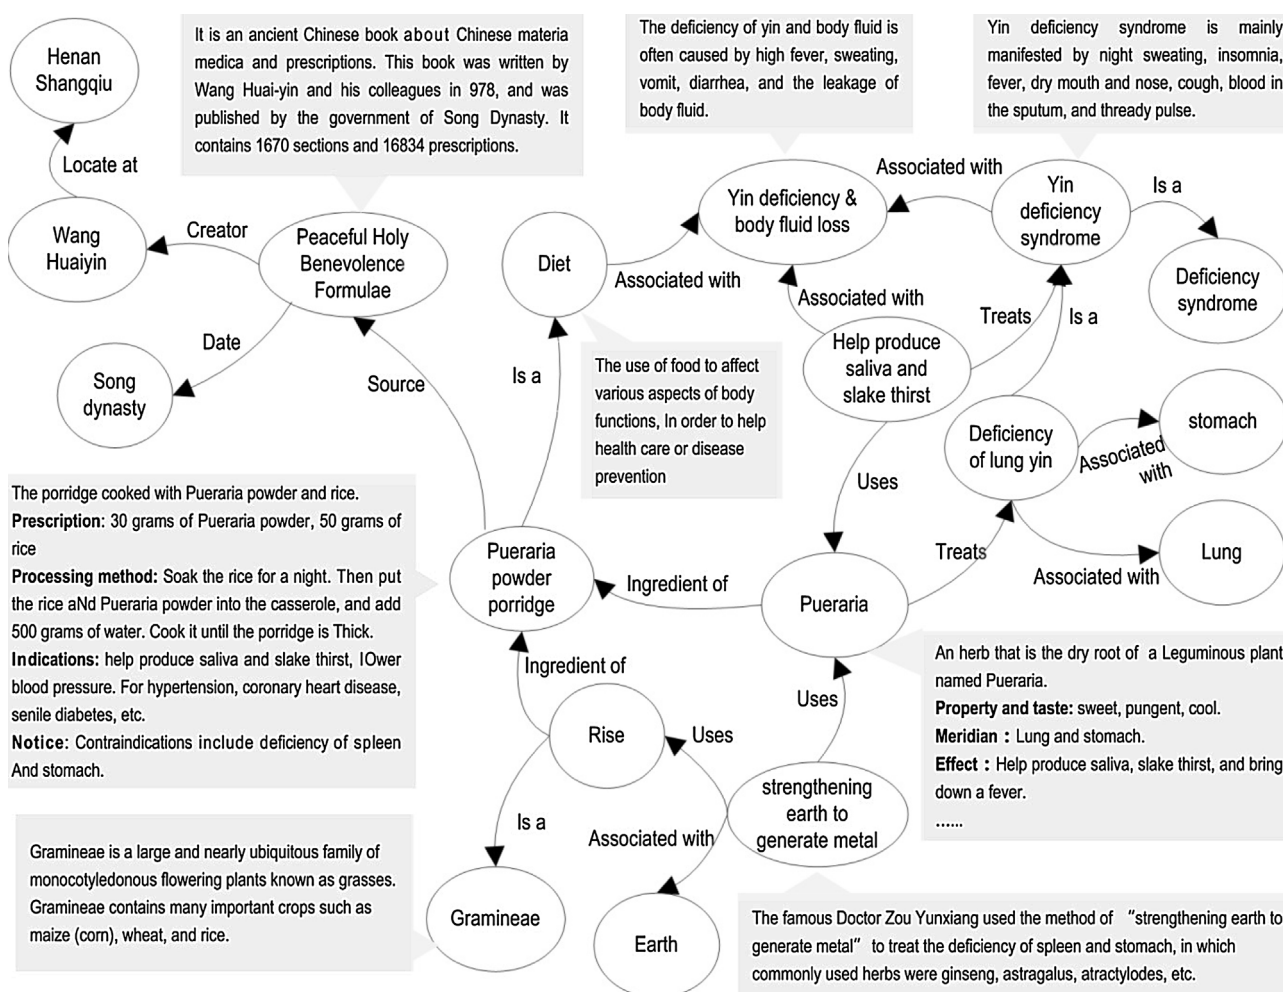 Henan
Shangqiu
Locate at
Wang
Huaiyin
Creator
It is an ancient Chinese book about Chinese materia
medica and prescriptions. This book was written by
Wang Huai-yin and his colleagues in 978, and was
published by the government of Song Dynasty. It
contains 1670 sections and 16834 prescriptions.
Peaceful Holy
Benevolence
Formulae
Date
Song
dynasty
Source
The deficiency of yin and body fluid is
often caused by high fever, sweating,
vomit, diarrhea, and the leakage of
body fluid.
Yin deficiency syndrome is mainly
manifested by night sweating, insomnia,
fever, dry mouth and nose, cough, blood in
the sputum, and thready pulse.
Yin deficiency &
body fluid loss
Associated with
Yin
deficiency
syndrome
Is a
Deficiency
syndrome
Diet
Associated with
Associated with
Treats
Is a
Is a
The use of food to affect
various aspects of body
functions, In order to help
health care or disease
prevention
Help produce
saliva and
slake thirst
Uses
Deficiency
of lung yin
Associated
with
stomach
Treats
Associated with
Lung
The porridge cooked with Pueraria powder and rice.
Prescription: 30 grams of Pueraria powder, 50 grams of
rice
Processing method: Soak the rice for a night. Then put
the rice aNd Pueraria powder into the casserole, and add
500 grams of water. Cook it until the porridge is Thick.
Indications: help produce saliva and slake thirst, lOwer
blood pressure. For hypertension, coronary heart disease,
senile diabetes, etc.
Notice: Contraindications include deficiency of spleen
And stomach.
Pueraria
powder
porridge
Ingredient of
Pueraria
Ingredient of
Rise
Uses
Uses
An herb that is the dry root of a Leguminous plant
named Pueraria.
Property and taste: sweet, pungent, cool.
Meridian : Lung and stomach.
Effect : Help produce saliva, slake thirst, and bring
down a fever.
......
strengthening
earth to
generate metal
Is a
Associated with
Gramineae is a large and nearly ubiquitous family of
monocotyledonous flowering plants known as grasses.
Gramineae contains many important crops such as
maize (corn), wheat, and rice.
Gramineae
Earth
The famous Doctor Zou Yunxiang used the method of "strengthening earth to
generate metal" to treat the deficiency of spleen and stomach, in which
commonly used herbs were ginseng, astragalus, atractylodes, etc.